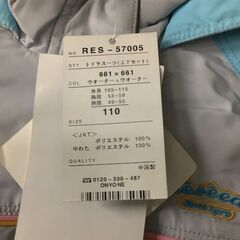 NO. RES-57005
STY. トドラスーツ(上下セット)
661×661
COL. ウオーター×ウオーター
身長 105-115
胸囲 53-59
胴囲 49-55
SIZE. 110
<JKT>
ポリエステル 100%
中わた ポリエステル 100%
QUALITY.
中国製
0120-500-487
ONYONE